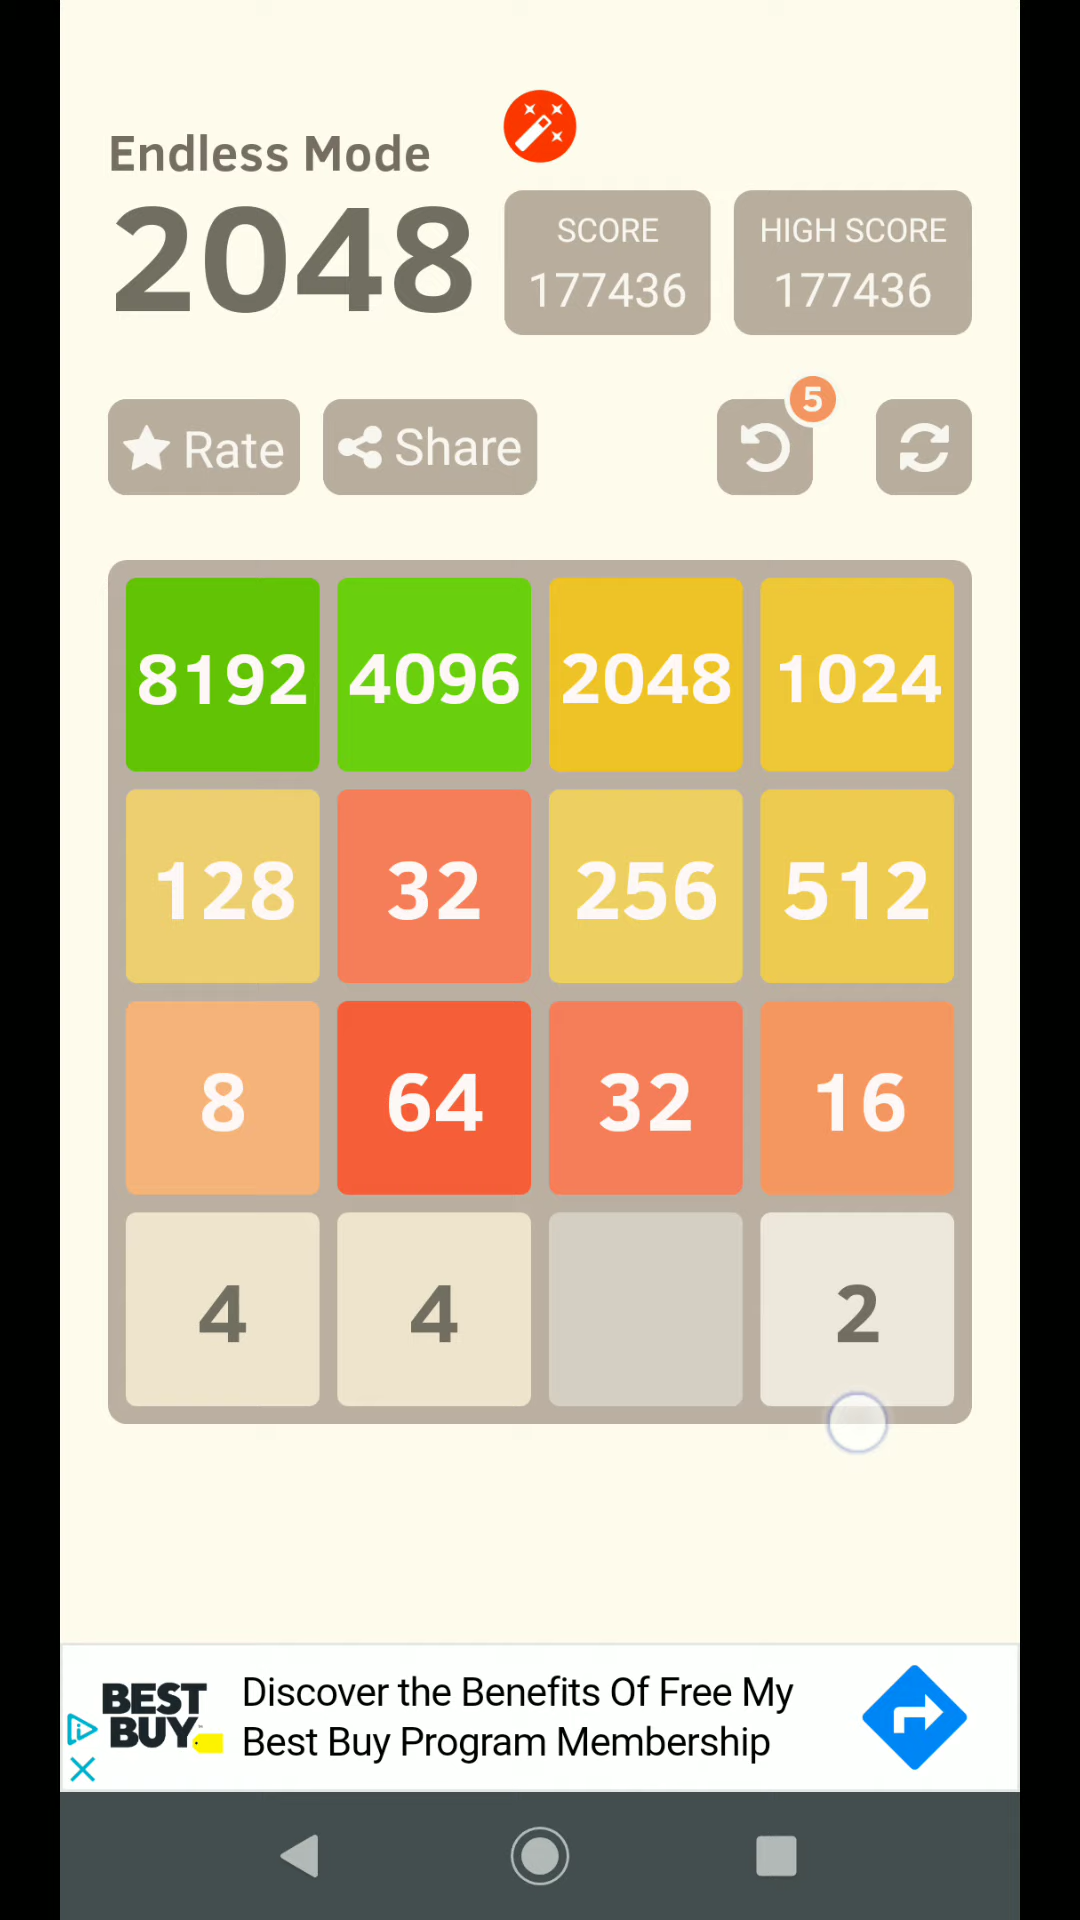 Endless Mode
2048
SCORE
177436
HIGH SCORE
177436
Rate
Share
5
8192 4096 2048 1024
128 32 256 512
8 64 32 16
4 4 2
BEST
BUY
Discover the Benefits Of Free My
Best Buy Program Membership